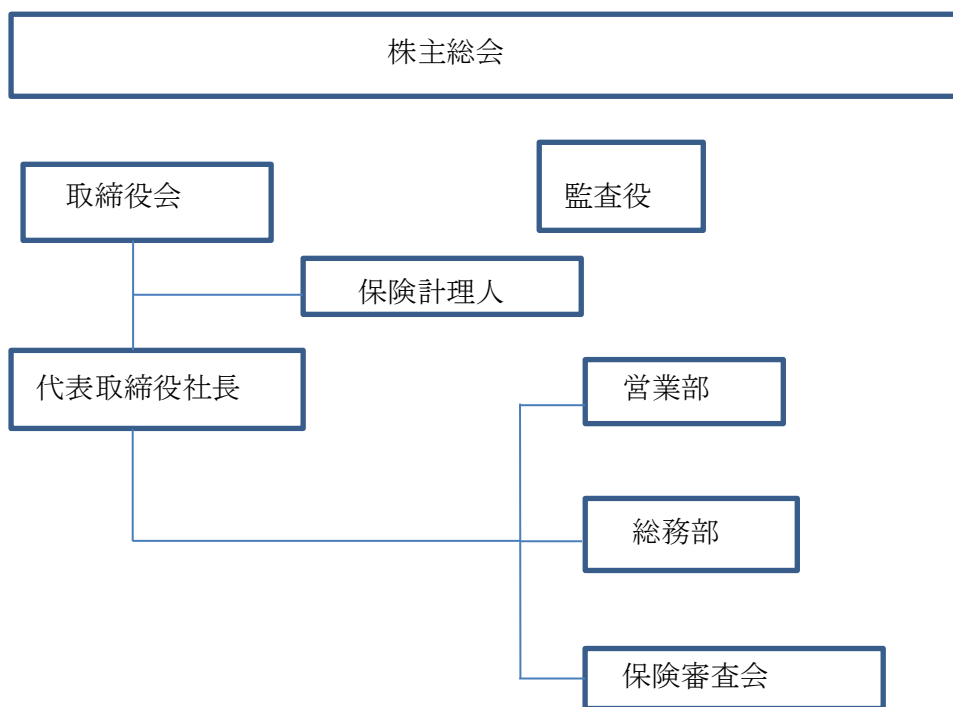 株主総会
取締役会
監査役
保険計理人
代表取締役社長
営業部
総務部
保険審査会